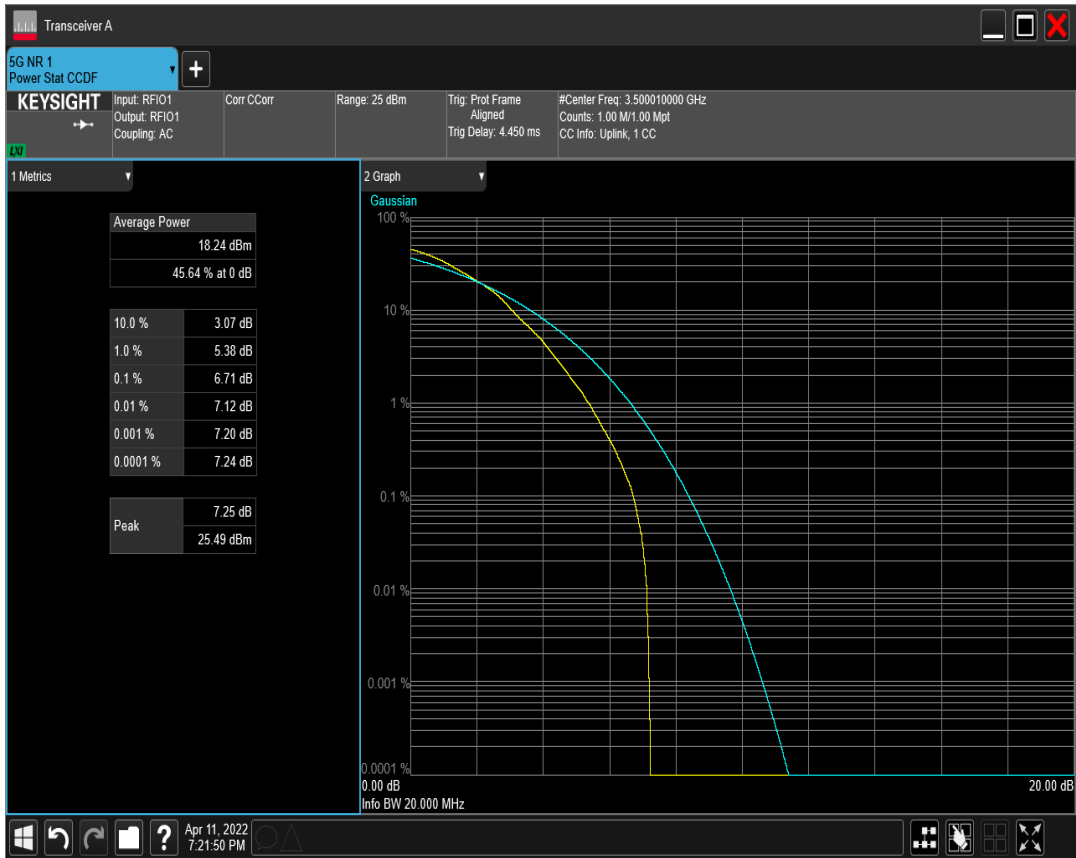 Transceiver A
5G NR 1
Power Stat CCDF
+
KEYSIGHT
LXI
Input: RFIO1
Output: RFIO1
Coupling: AC
Corr CCorr
Range: 25 dBm
Trig: Prot Frame
Aligned
Trig Delay: 4.450 ms
#Center Freq: 3.500010000 GHz
Counts: 1.00 M/1.00 Mpt
CC Info: Uplink, 1 CC
1 Metrics
Average Power
18.24 dBm
45.64 % at 0 dB
10.0 % 3.07 dB
1.0 % 5.38 dB
0.1 % 6.71 dB
0.01 % 7.12 dB
0.001 % 7.20 dB
0.0001 % 7.24 dB
Peak
7.25 dB
25.49 dBm
2 Graph
Gaussian
100 %
10 %
1 %
0.1 %
0.01 %
0.001 %
0.0001 %
0.00 dB 20.00 dB
Info BW 20.000 MHz
? Apr 11, 2022
7:21:50 PM